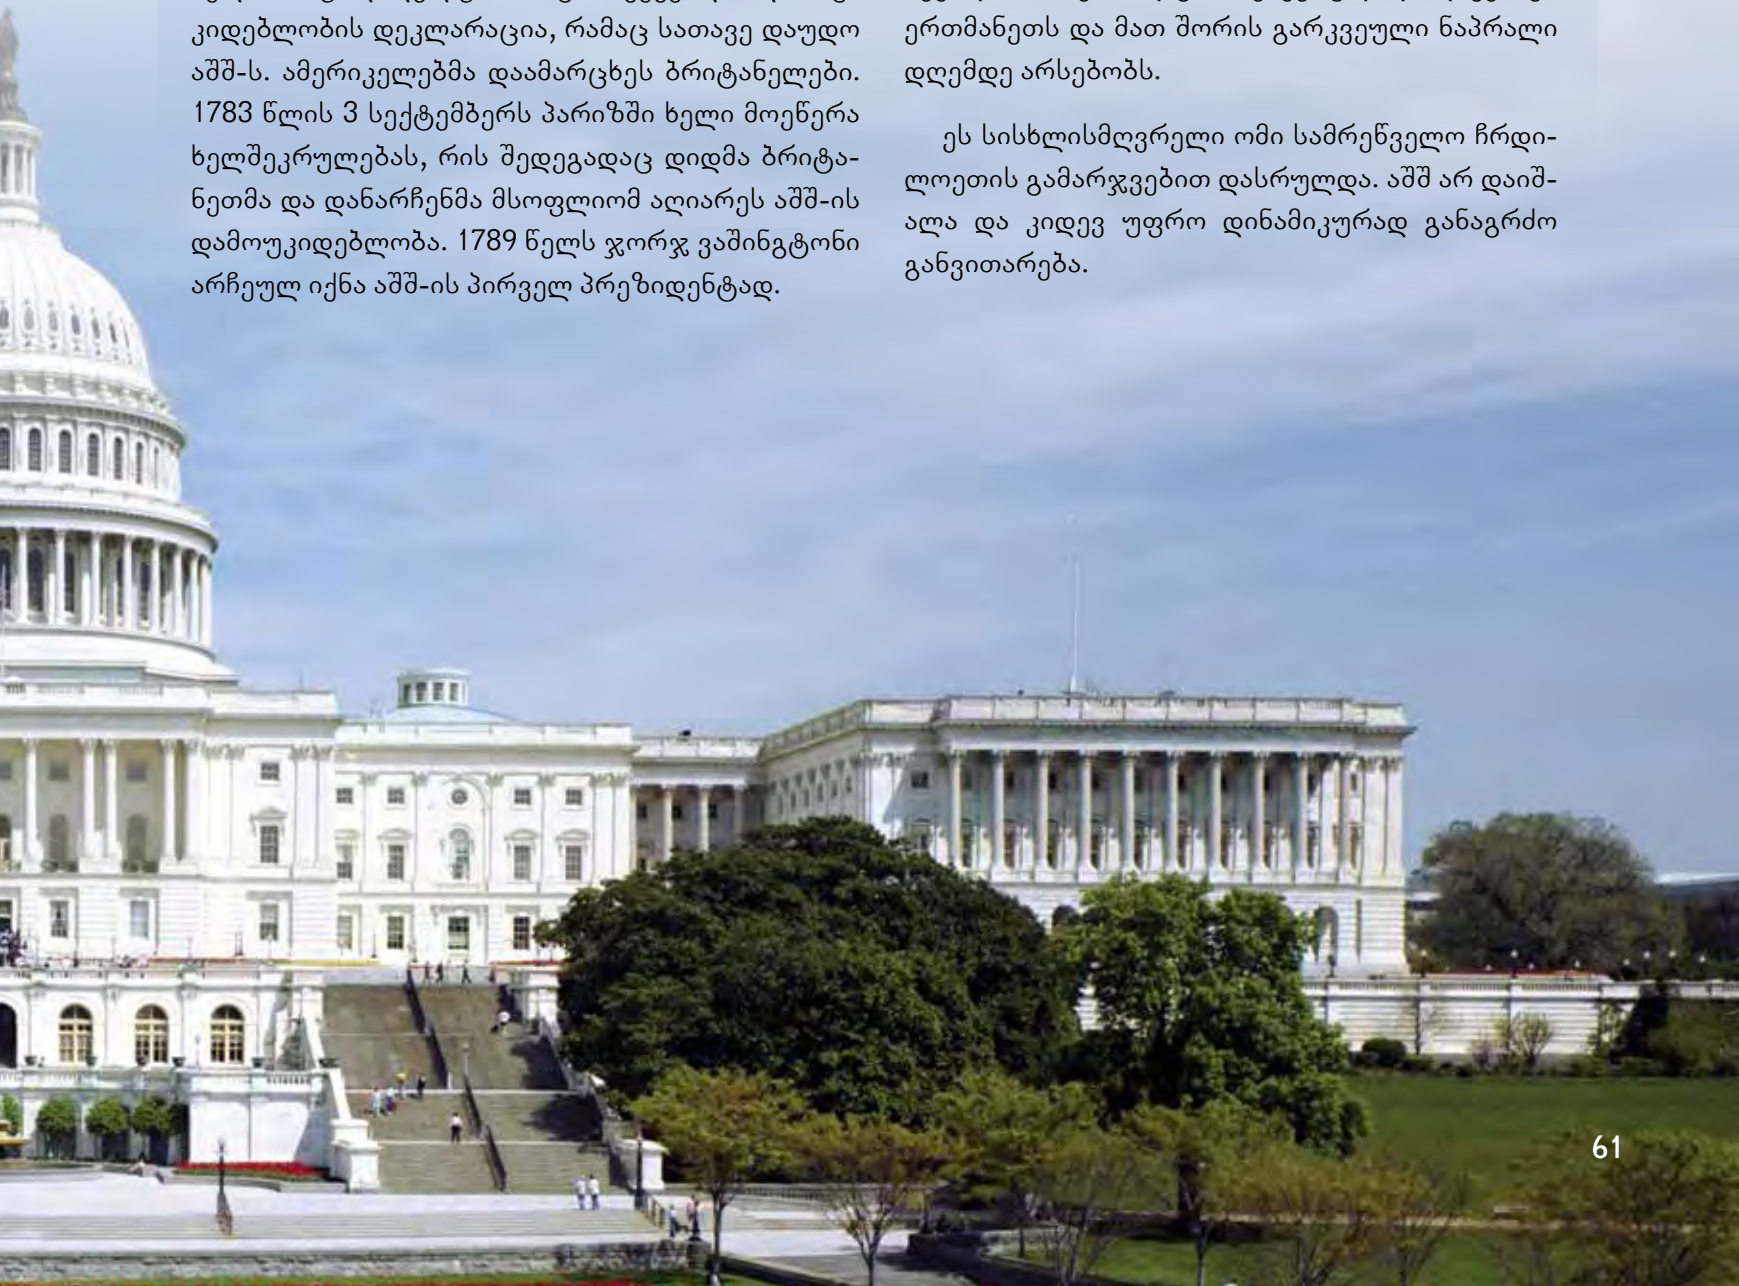 კიდებლობის დეკლარაცია, რამაც სათავე დაუდო
აშშ-ს. ამერიკელებმა დაამარცხეს ბრიტანელები.
1783 წლის 3 სექტემბერს პარიზში ხელი მოეწერა
ხელშეკრულებას, რის შედეგადაც დიდმა ბრიტა-
ნეთმა და დანარჩენმა მსოფლიომ აღიარეს აშშ-ის
დამოუკიდებლობა. 1789 წელს ჯორჯ ვაშინგტონი
არჩეულ იქნა აშშ-ის პირველ პრეზიდენტად.
ერთმანეთს და მათ შორის გარკვეული ნაპრალი
დღემდე არსებობს.
ეს სისხლისმღვრელი ომი სამრეწველო ჩრდი-
ლოეთის გამარჯვებით დასრულდა. აშშ არ დაიშ-
ალა და კიდევ უფრო დინამიკურად განაგრძო
განვითარება.
61